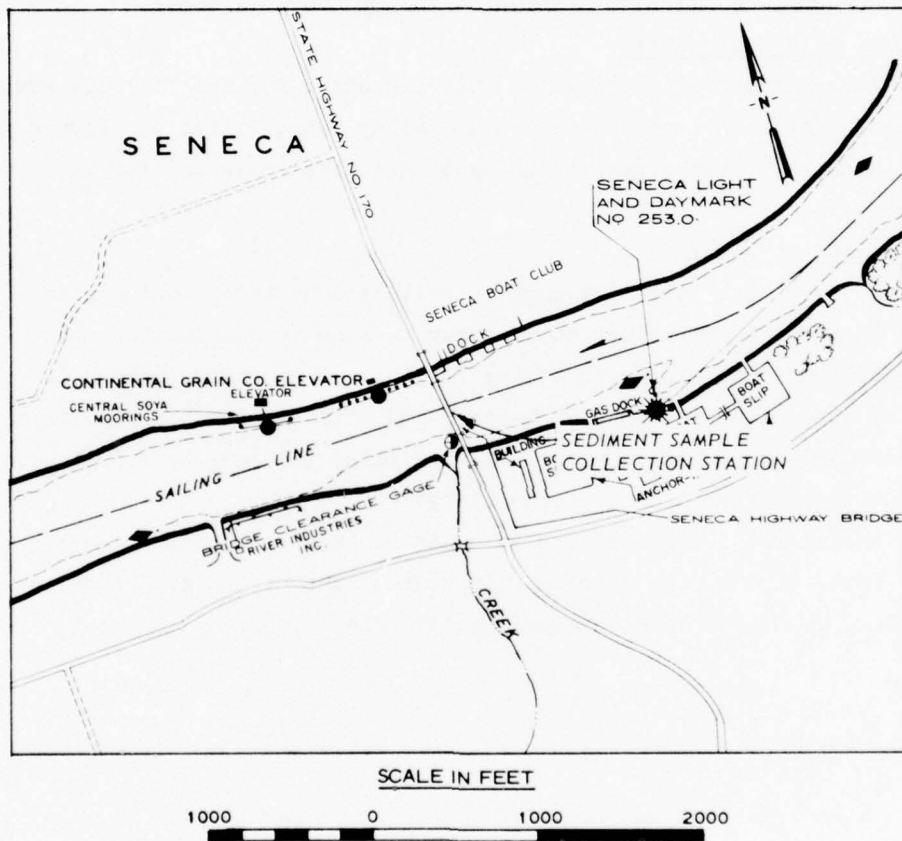 STATE HIGHWAY NO. 170
N
SENECA
SENECA LIGHT
AND DAYMARK
Nº 253.0
SENECA BOAT CLUB
DOCK
CONTINENTAL GRAIN CO. ELEVATOR
ELEVATOR
CENTRAL SOYA
MOORINGS
GAS DOCK
BOAT
SLIP
SAILING LINE
BUILDING
SEDIMENT SAMPLE
COLLECTION STATION
ANCHOR
BRIDGE CLEARANCE GAGE
RIVER INDUSTRIES
INC.
SENECA HIGHWAY BRIDGE
CREEK
SCALE IN FEET
1000 0 1000 2000